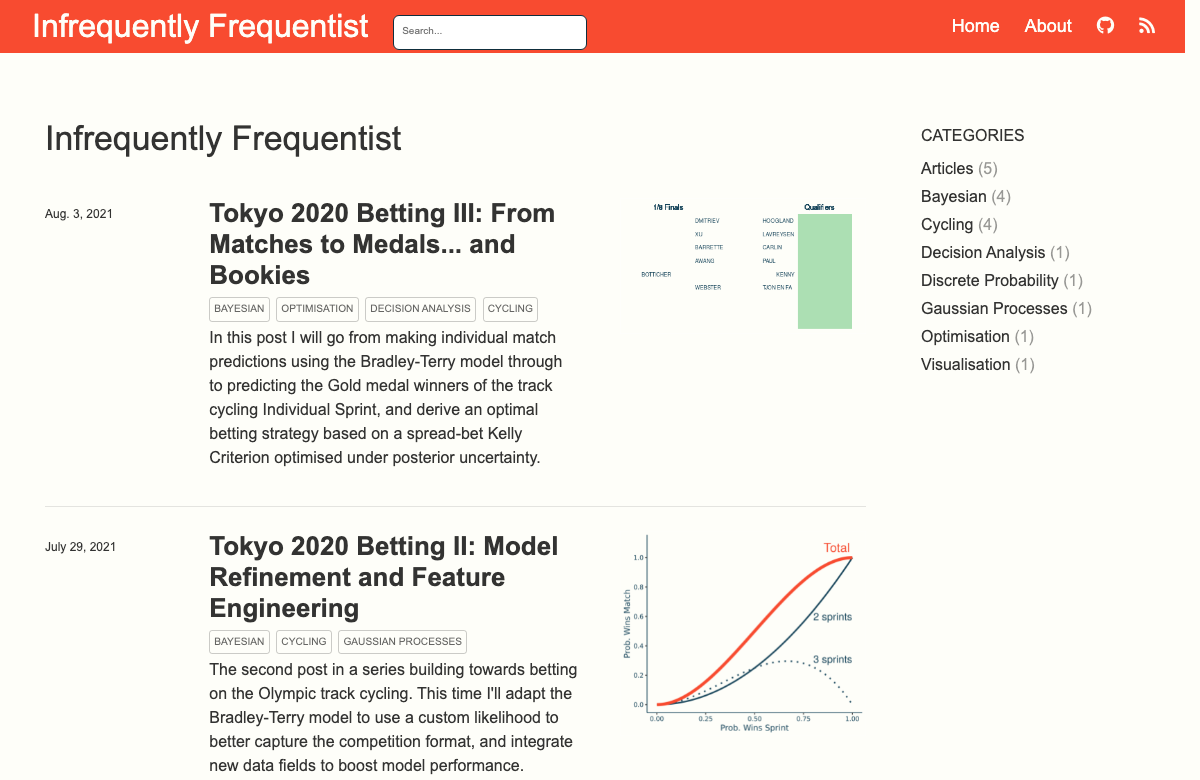 Infrequently Frequentist
Search...
Home About
Infrequently Frequentist
Aug. 3, 2021
Tokyo 2020 Betting III: From
Matches to Medals... and
Bookies
BAYESIAN OPTIMISATION DECISION ANALYSIS CYCLING
In this post I will go from making individual match
predictions using the Bradley-Terry model through
to predicting the Gold medal winners of the track
cycling Individual Sprint, and derive an optimal
betting strategy based on a spread-bet Kelly
Criterion optimised under posterior uncertainty.
1/8 Finals Qualifiers
DMITRIEV HOOGLAND
XU LAVREYSEN
BARRETTE CARLIN
AWANG PAUL
BOTTICHER KENNY
WEBSTER TJON EN FA
July 29, 2021
Tokyo 2020 Betting II: Model
Refinement and Feature
Engineering
BAYESIAN CYCLING GAUSSIAN PROCESSES
The second post in a series building towards betting
on the Olympic track cycling. This time I'll adapt the
Bradley-Terry model to use a custom likelihood to
better capture the competition format, and integrate
new data fields to boost model performance.
Total
2 sprints
3 sprints
Prob. Wins Match
1.0
0.8
0.6
0.4
0.2
0.0
0.00 0.25 0.50 0.75 1.00
Prob. Wins Sprint
CATEGORIES
Articles (5)
Bayesian (4)
Cycling (4)
Decision Analysis (1)
Discrete Probability (1)
Gaussian Processes (1)
Optimisation (1)
Visualisation (1)